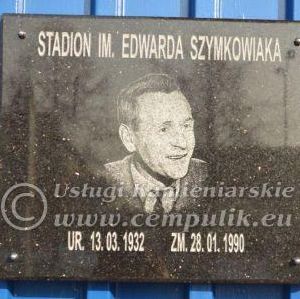 STADION IM. EDWARDA SZYMKOWIAKA
© Usługi Kamieniarskie
www.cempulik.eu
UR. 13. 03. 1932 ZM. 28. 01. 1990